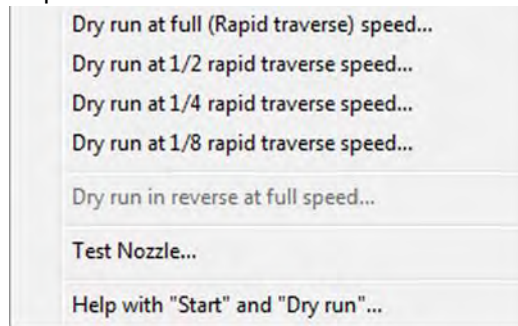 Dry run at full (Rapid traverse) speed...
Dry run at 1/2 rapid traverse speed...
Dry run at 1/4 rapid traverse speed...
Dry run at 1/8 rapid traverse speed...
Dry run in reverse at full speed...
Test Nozzle...
Help with "Start" and "Dry run"...